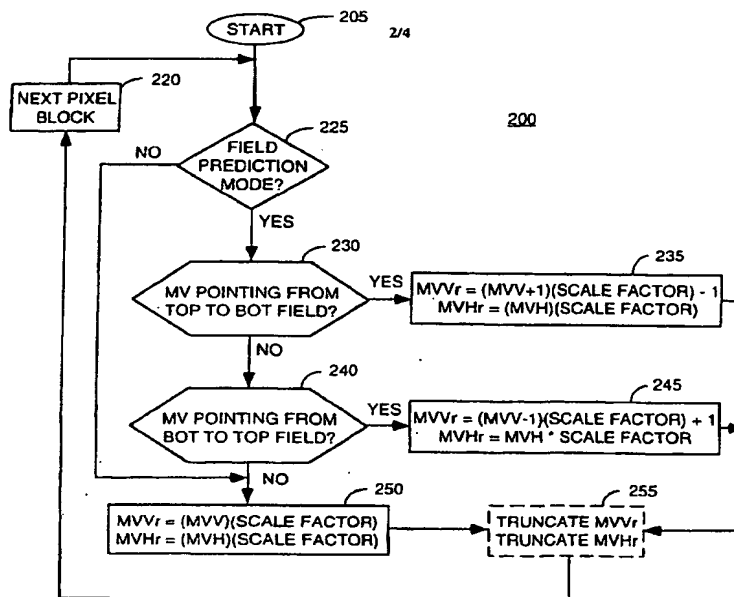 START
205
2/4
NEXT PIXEL
BLOCK
220
200
225
FIELD
PREDICTION
MODE?
NO
YES
230
MV POINTING FROM
TOP TO BOT FIELD?
YES
235
MVVr = (MVV+1)(SCALE FACTOR) - 1
MVHr = (MVH)(SCALE FACTOR)
NO
240
MV POINTING FROM
BOT TO TOP FIELD?
YES
245
MVVr = (MVV-1)(SCALE FACTOR) + 1
MVHr = MVH * SCALE FACTOR
NO
250
MVVr = (MVV)(SCALE FACTOR)
MVHr = (MVH)(SCALE FACTOR)
255
TRUNCATE MVVr
TRUNCATE MVHr